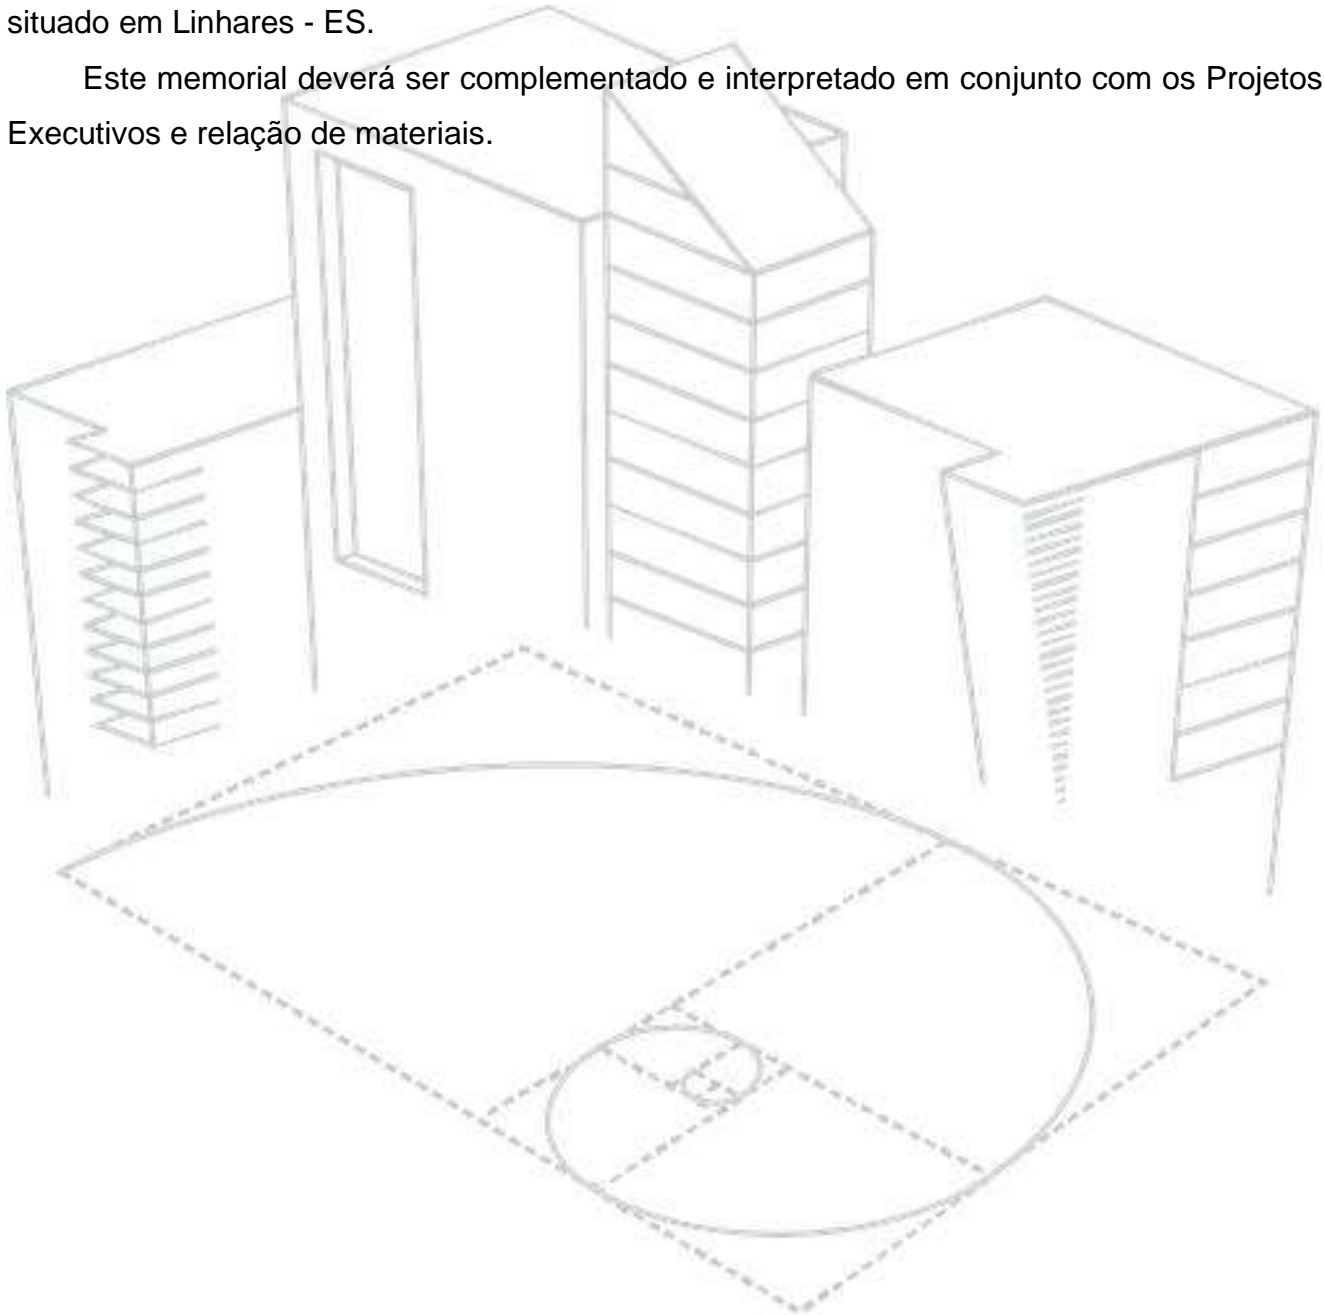 situado em Linhares - ES.
Este memorial deverá ser complementado e interpretado em conjunto com os Projetos
Executivos e relação de materiais.